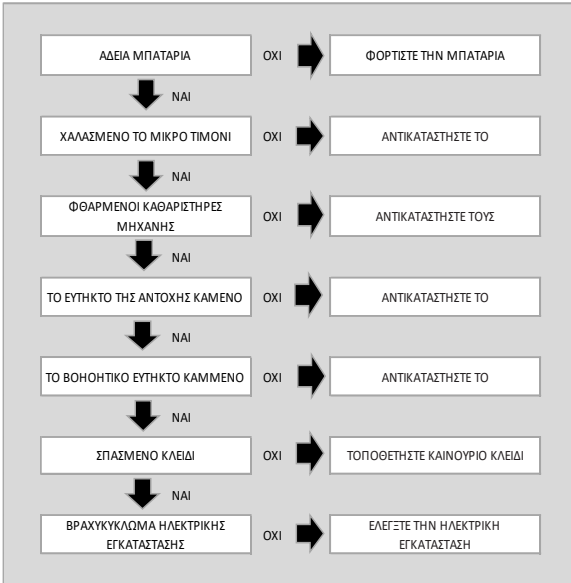 ΑΔΕΙΑ ΜΠΑΤΑΡΙΑ
ΟΧΙ
ΦΟΡΤΙΣΤΕ ΤΗΝ ΜΠΑΤΑΡΙΑ
ΝΑΙ
ΧΑΛΑΣΜΕΝΟ ΤΟ ΜΙΚΡΟ ΤΙΜΟΝΙ
ΟΧΙ
ΑΝΤΙΚΑΤΑΣΤΗΣΤΕ ΤΟ
ΝΑΙ
ΦΘΑΡΜΕΝΟΙ ΚΑΘΑΡΙΣΤΗΡΕΣ
ΜΗΧΑΝΗΣ
ΟΧΙ
ΑΝΤΙΚΑΤΑΣΤΗΣΤΕ ΤΟΥΣ
ΝΑΙ
ΤΟ ΕΥΤΗΚΤΟ ΤΗΣ ΑΝΤΟΧΗΣ ΚΑΜΕΝΟ
ΟΧΙ
ΑΝΤΙΚΑΤΑΣΤΗΣΤΕ ΤΟ
ΝΑΙ
ΤΟ ΒΟΗΟΗΤΙΚΟ ΕΥΤΗΚΤΟ ΚΑΜΜΕΝΟ
ΟΧΙ
ΑΝΤΙΚΑΤΑΣΤΗΣΤΕ ΤΟ
ΝΑΙ
ΣΠΑΣΜΕΝΟ ΚΛΕΙΔΙ
ΟΧΙ
ΤΟΠΟΘΕΤΗΣΤΕ ΚΑΙΝΟΥΡΙΟ ΚΛΕΙΔΙ
ΝΑΙ
ΒΡΑΧΥΚΥΚΛΩΜΑ ΗΛΕΚΤΡΙΚΗΣ
ΕΓΚΑΤΑΣΤΑΣΗΣ
ΟΧΙ
ΕΛΕΓΞΤΕ ΤΗΝ ΗΛΕΚΤΡΙΚΗ
ΕΓΚΑΤΑΣΤΑΣΗ